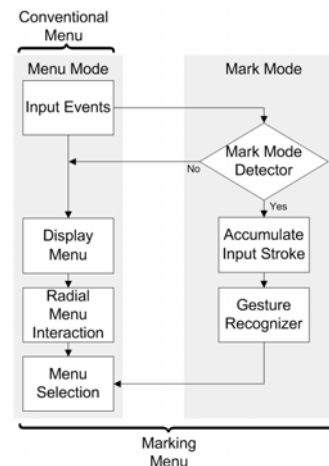 Conventional
Menu
Menu Mode
Mark Mode
Input Events
Mark Mode
Detector
No
Yes
Display
Menu
Accumulate
Input Stroke
Radial
Menu
Interaction
Gesture
Recognizer
Menu
Selection
Marking
Menu